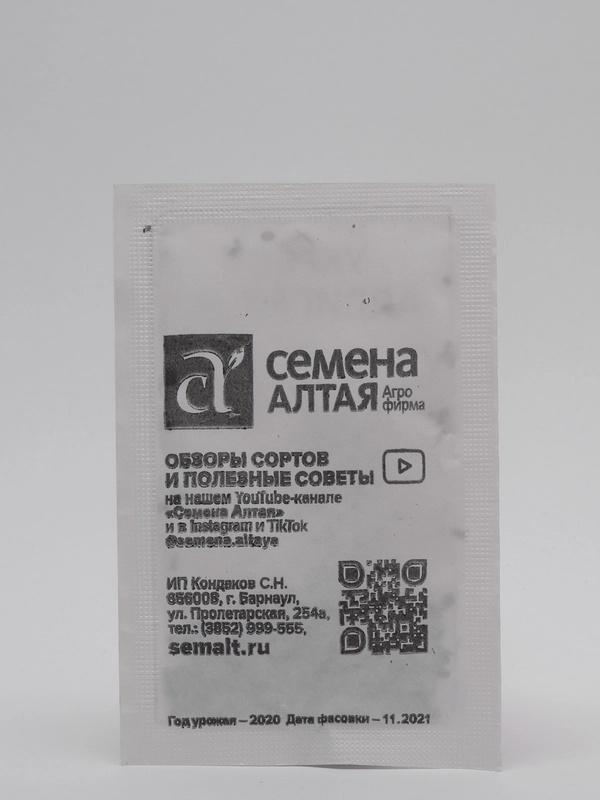 семена
АЛТАЯ Агро
фирма
ОБЗОРЫ СОРТОВ
И ПОЛЕЗНЫЕ СОВЕТЫ
на нашем YouTube-канале
«Семена Алтая»
и в Instagram и TikTok
@semena.altaya
ИП Кондаков С.Н.
656008, г. Барнаул,
ул. Пролетарская, 254а,
тел.: (3852) 999-555,
semalt.ru
Год урожая – 2020 Дата фасовки – 11.2021